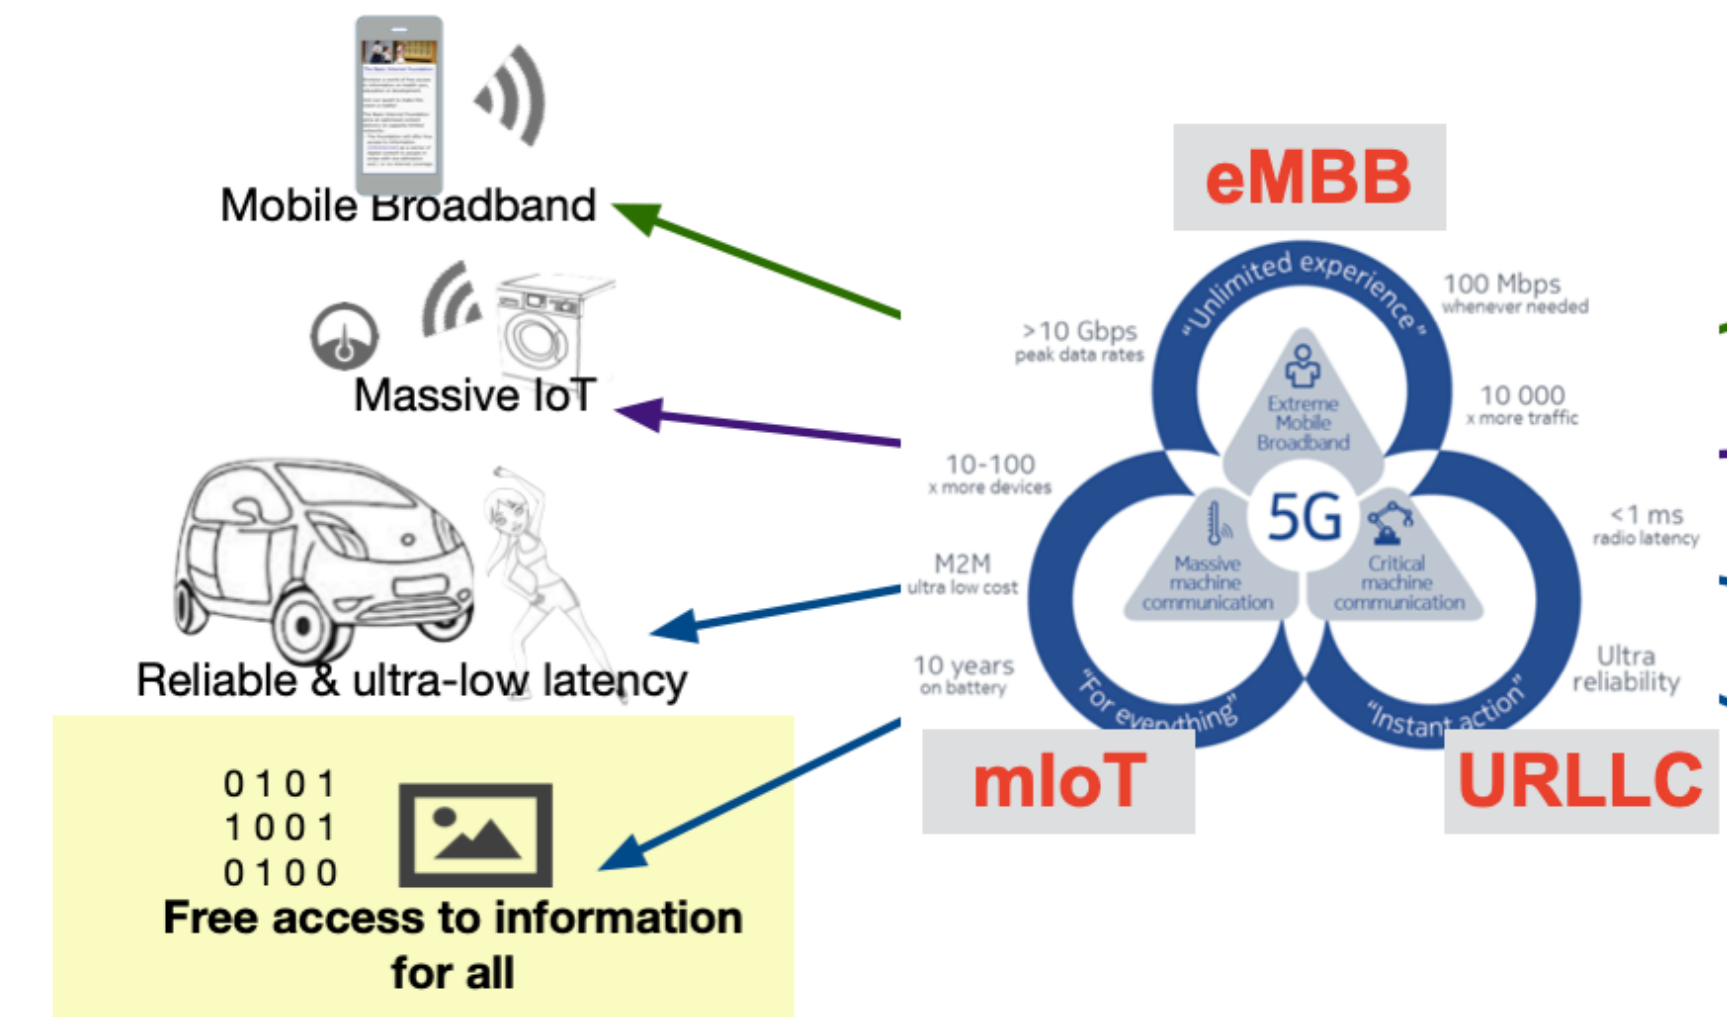 The Basic Internet Foundation
Mobile Broadband
Massive IoT
Reliable & ultra-low latency
0 1 0 1
1 0 0 1
0 1 0 0
Free access to information
for all
eMBB
"Unlimited experience"
100 Mbps
whenever needed
>10 Gbps
peak data rates
10 000
x more traffic
Extreme
Mobile
Broadband
10-100
x more devices
5G
<1 ms
radio latency
M2M
ultra low cost
Massive
machine
communication
Critical
machine
communication
10 years
on battery
Ultra
reliability
"For everything"
"Instant action"
mIoT
URLLC